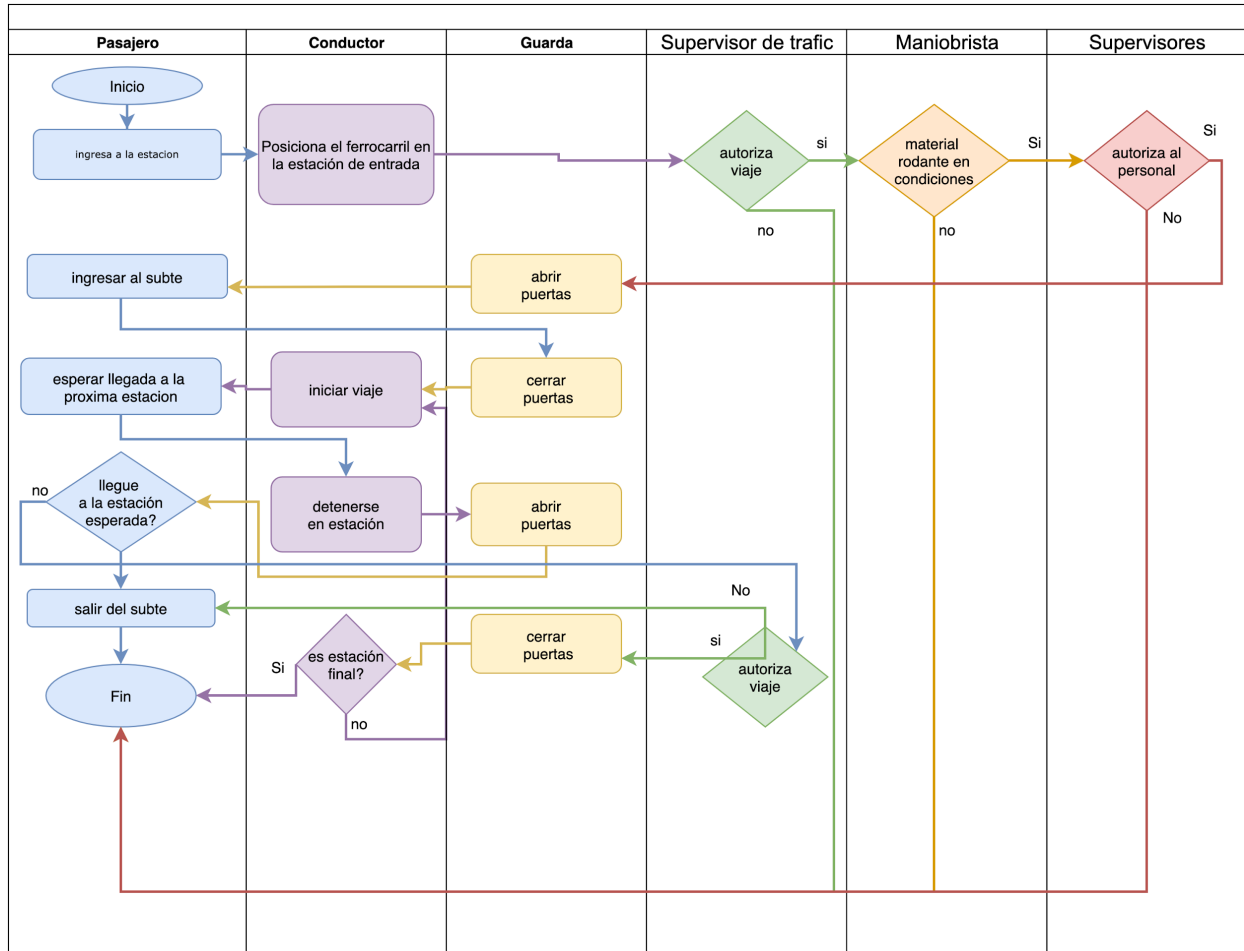 Pasajero
Conductor
Guarda
Supervisor de trafic
Maniobrista
Supervisores
Inicio
ingresa a la estacion
Posiciona el ferrocarril en
la estación de entrada
autoriza
viaje
si
no
material
rodante en
condiciones
Si
no
autoriza al
personal
Si
No
ingresar al subte
abrir
puertas
esperar llegada a la
proxima estacion
iniciar viaje
cerrar
puertas
no
llegue
a la estación
esperada?
detenerse
en estación
abrir
puertas
salir del subte
No
si
autoriza
viaje
cerrar
puertas
es estación
final?
Si
no
Fin